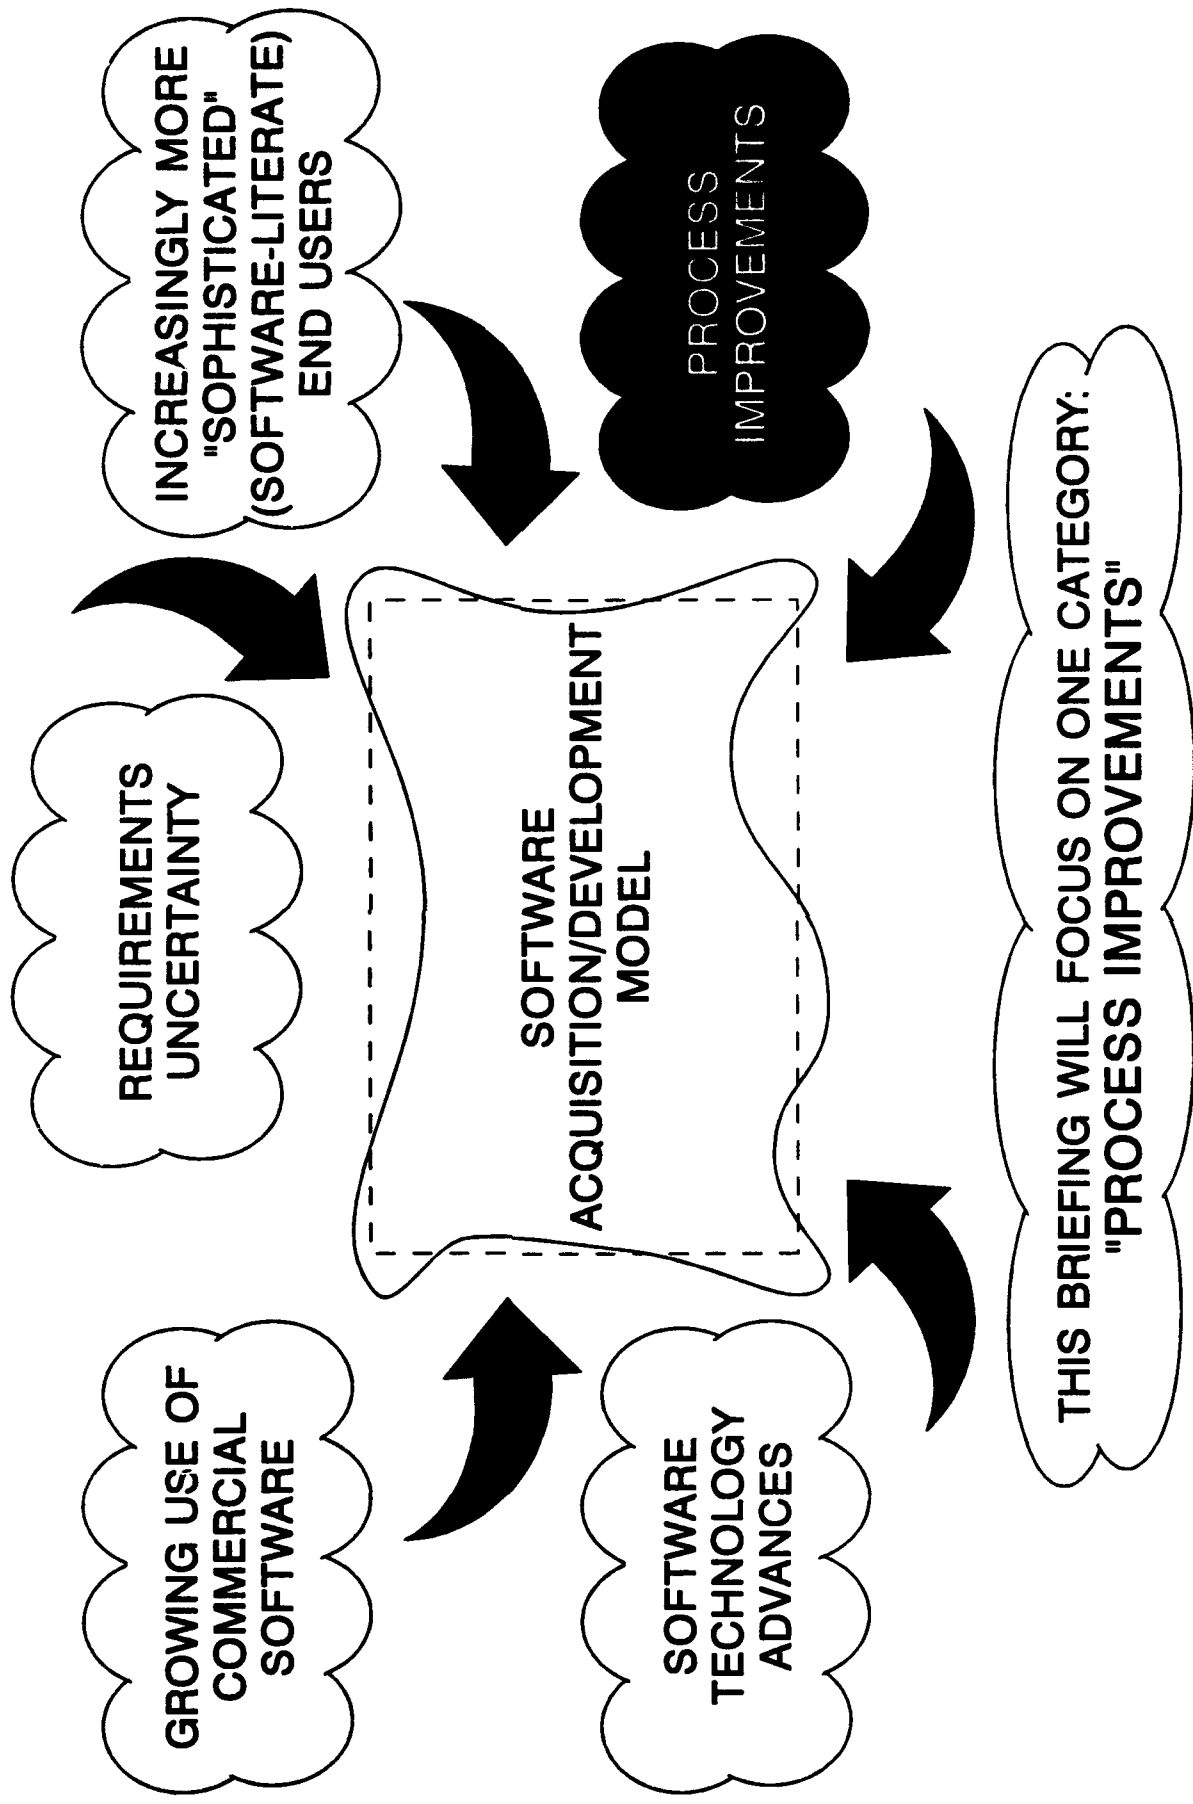 REQUIREMENTS
UNCERTAINTY
GROWING USE OF
COMMERCIAL
SOFTWARE
INCREASINGLY MORE
"SOPHISTICATED"
(SOFTWARE-LITERATE)
END USERS
SOFTWARE
ACQUISITION/DEVELOPMENT
MODEL
SOFTWARE
TECHNOLOGY
ADVANCES
PROCESS
IMPROVEMENTS
THIS BRIEFING WILL FOCUS ON ONE CATEGORY:
"PROCESS IMPROVEMENTS"